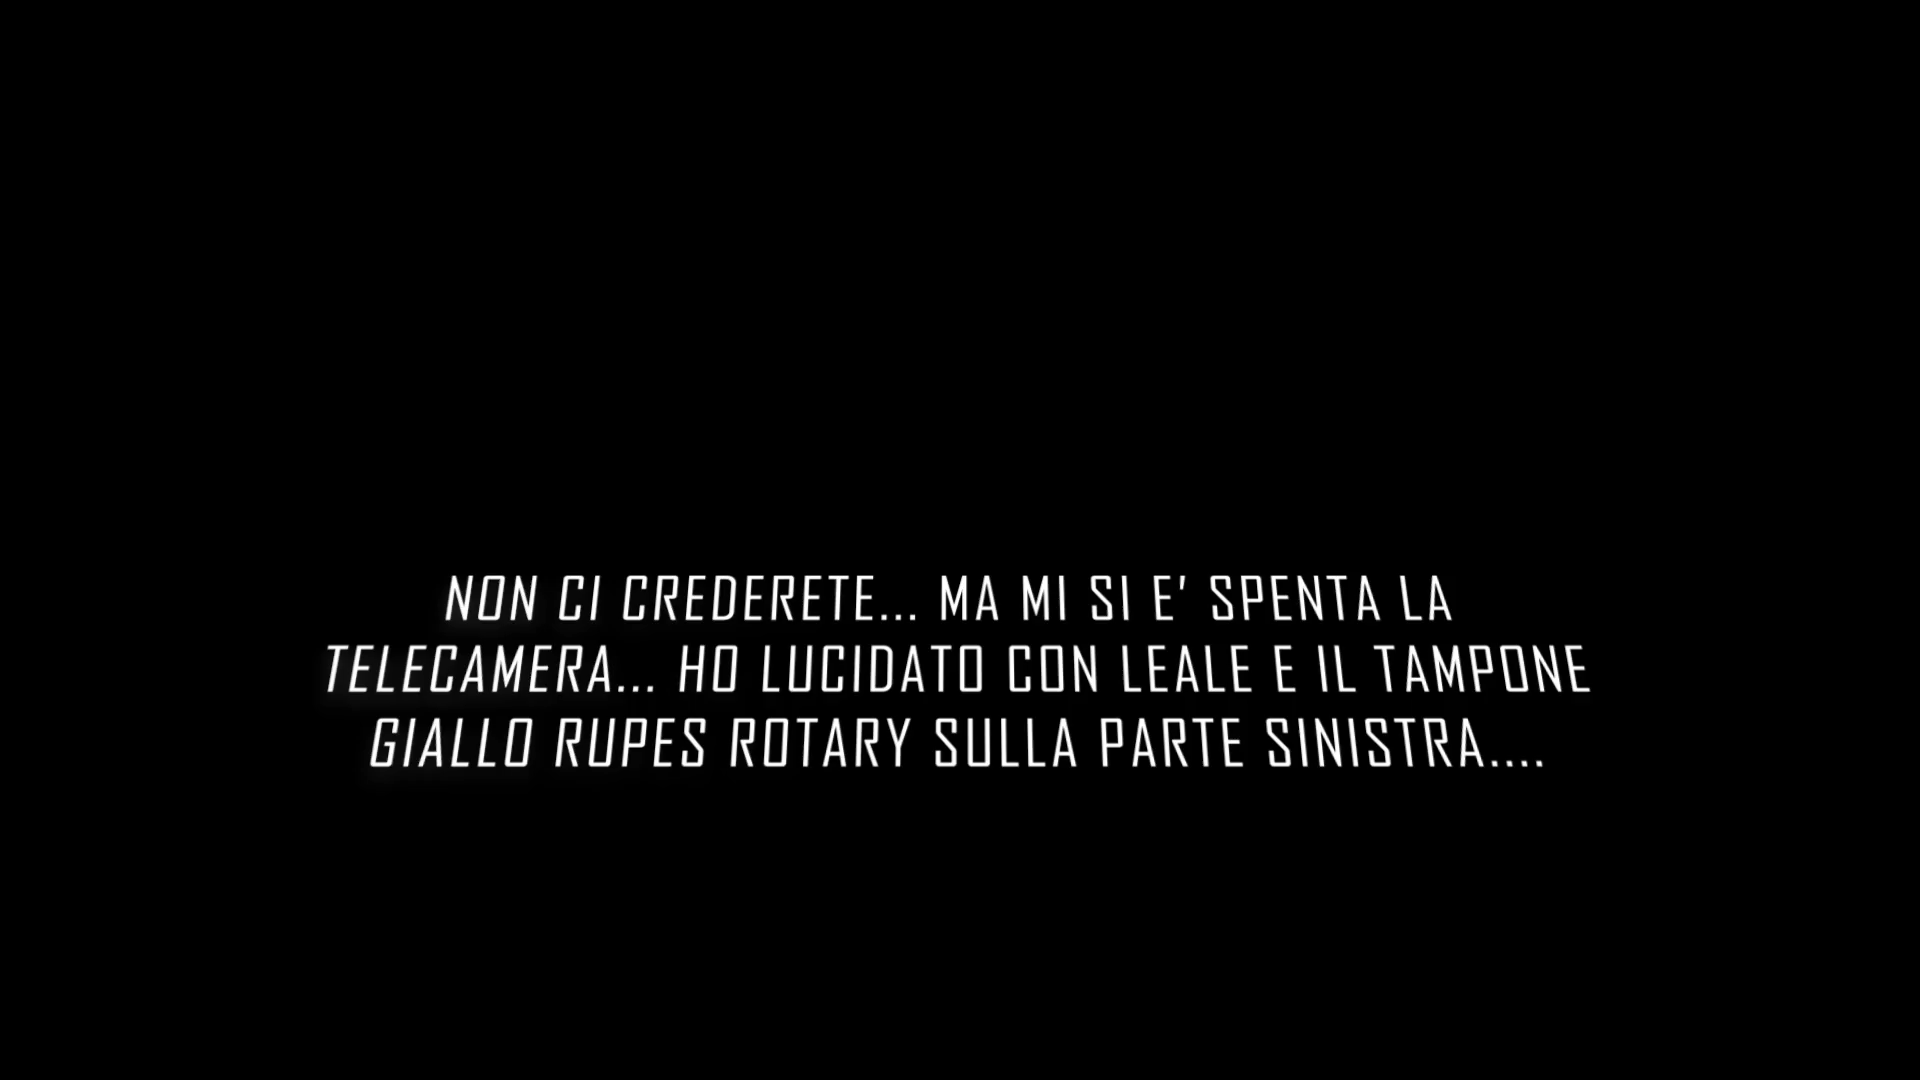 NON CI CREDERETE... MA MI SI E' SPENTA LA
TELECAMERA... HO LUCIDATO CON LEALE E IL TAMPONE
GIALLO RUPES ROTARY SULLA PARTE SINISTRA....